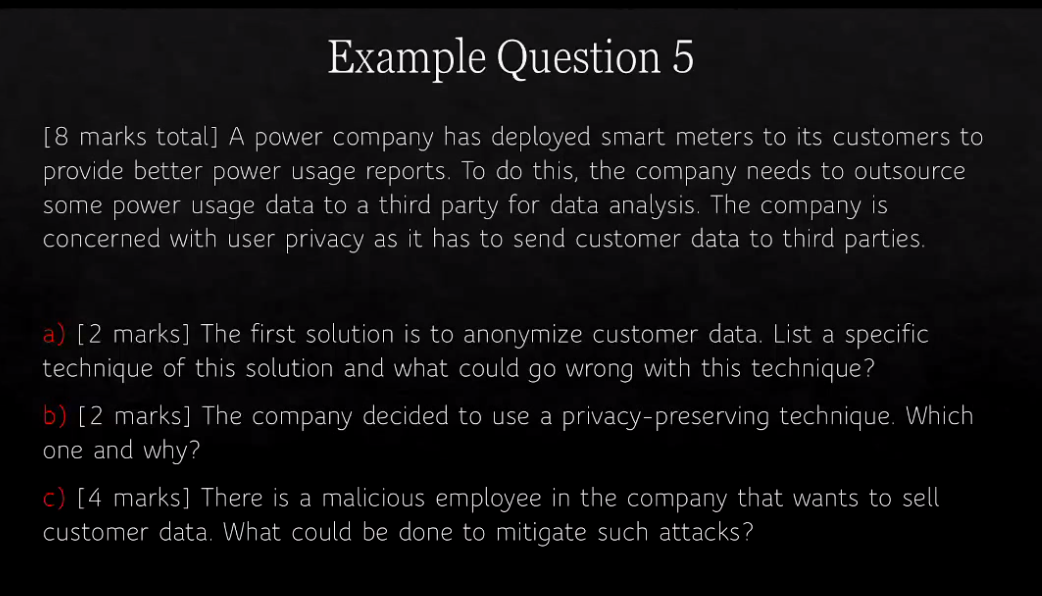 Example Question 5
[8 marks total] A power company has deployed smart meters to its customers to
provide better power usage reports. To do this, the company needs to outsource
some power usage data to a third party for data analysis. The company is
concerned with user privacy as it has to send customer data to third parties.
a) [2 marks] The first solution is to anonymize customer data. List a specific
technique of this solution and what could go wrong with this technique?
b) [2 marks] The company decided to use a privacy-preserving technique. Which
one and why?
c) [4 marks] There is a malicious employee in the company that wants to sell
customer data. What could be done to mitigate such attacks?